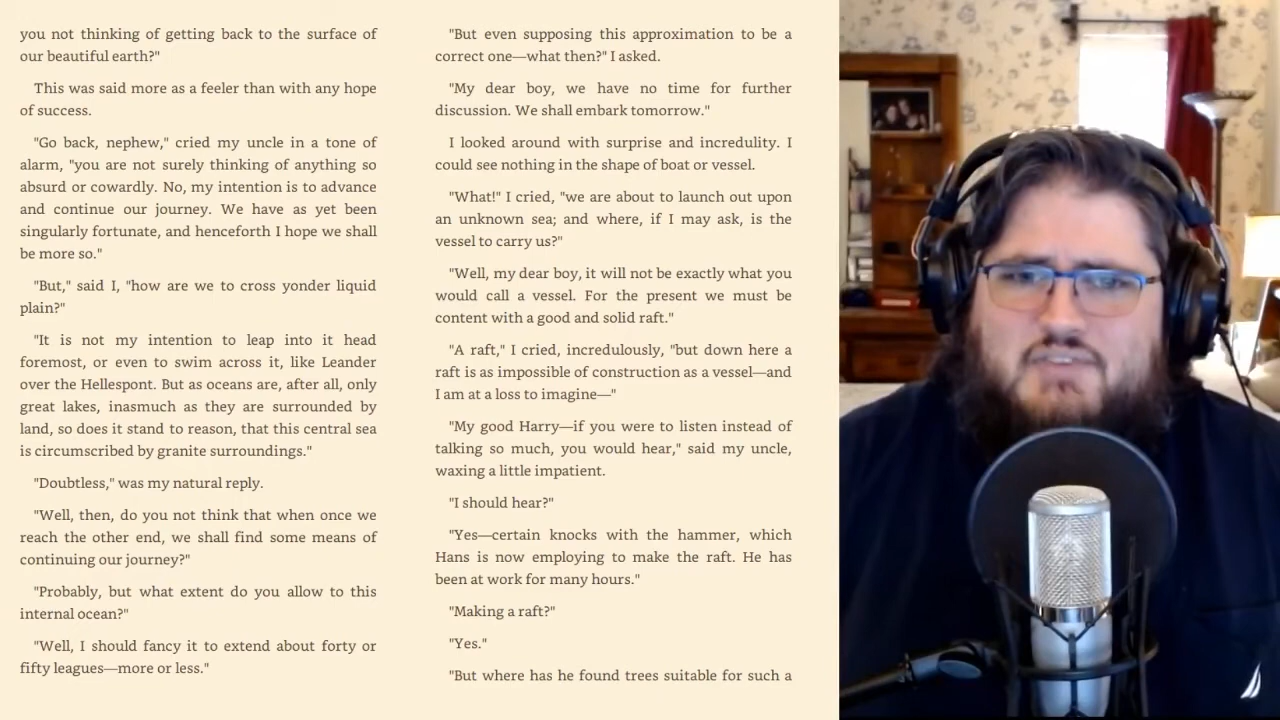 you not thinking of getting back to the surface of
our beautiful earth?"
This was said more as a feeler than with any hope
of success.
"Go back, nephew," cried my uncle in a tone of
alarm, "you are not surely thinking of anything so
absurd or cowardly. No, my intention is to advance
and continue our journey. We have as yet been
singularly fortunate, and henceforth I hope we shall
be more so."
"But," said I, "how are we to cross yonder liquid
plain?"
"It is not my intention to leap into it head
foremost, or even to swim across it, like Leander
over the Hellespont. But as oceans are, after all, only
great lakes, inasmuch as they are surrounded by
land, so does it stand to reason, that this central sea
is circumscribed by granite surroundings."
"Doubtless," was my natural reply.
"Well, then, do you not think that when once we
reach the other end, we shall find some means of
continuing our journey?"
"Probably, but what extent do you allow to this
internal ocean?"
"Well, I should fancy it to extend about forty or
fifty leagues—more or less."
"But even supposing this approximation to be a
correct one—what then?" I asked.
"My dear boy, we have no time for further
discussion. We shall embark tomorrow."
I looked around with surprise and incredulity. I
could see nothing in the shape of boat or vessel.
"What!" I cried, "we are about to launch out upon
an unknown sea; and where, if I may ask, is the
vessel to carry us?"
"Well, my dear boy, it will not be exactly what you
would call a vessel. For the present we must be
content with a good and solid raft."
"A raft," I cried, incredulously, "but down here a
raft is as impossible of construction as a vessel—and
I am at a loss to imagine—"
"My good Harry—if you were to listen instead of
talking so much, you would hear," said my uncle,
waxing a little impatient.
"I should hear?"
"Yes—certain knocks with the hammer, which
Hans is now employing to make the raft. He has
been at work for many hours."
"Making a raft?"
"Yes."
"But where has he found trees suitable for such a